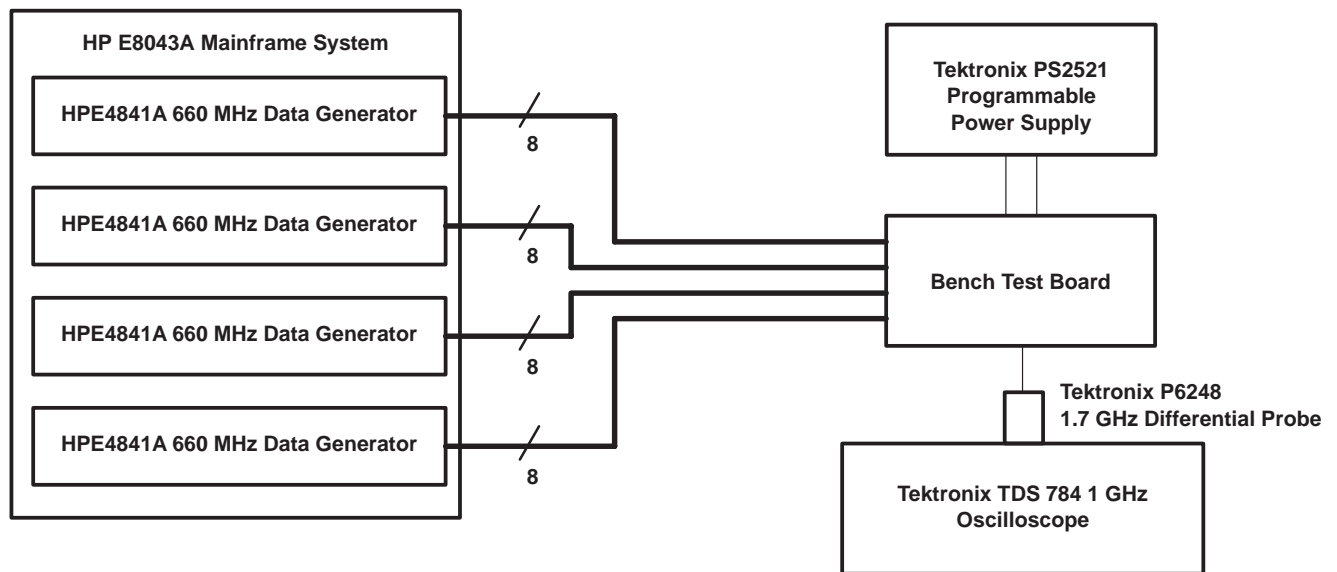 HP E8043A Mainframe System
HPE4841A 660 MHz Data Generator
8
HPE4841A 660 MHz Data Generator
8
HPE4841A 660 MHz Data Generator
8
HPE4841A 660 MHz Data Generator
8
Tektronix PS2521
Programmable
Power Supply
Bench Test Board
Tektronix P6248
1.7 GHz Differential Probe
Tektronix TDS 784 1 GHz
Oscilloscope